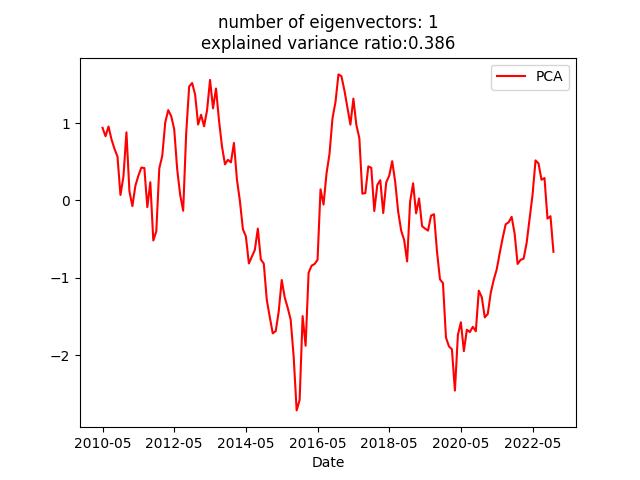 number of eigenvectors: 1
explained variance ratio:0.386
PCA
1
0
−1
−2
2010-05 2012-05 2014-05 2016-05 2018-05 2020-05 2022-05
Date